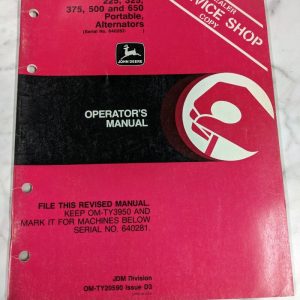 225, 325,
375, 500 and 650
Portable
Alternators
(Serial No. 640281- )
DEALER
SERVICE SHOP
COPY
JOHN DEERE
OPERATOR'S
MANUAL
FILE THIS REVISED MANUAL,
KEEP OM-TY3950 AND
MARK IT FOR MACHINES BELOW
SERIAL NO. 640281.
JDM Division
OM-TY20590 Issue D3